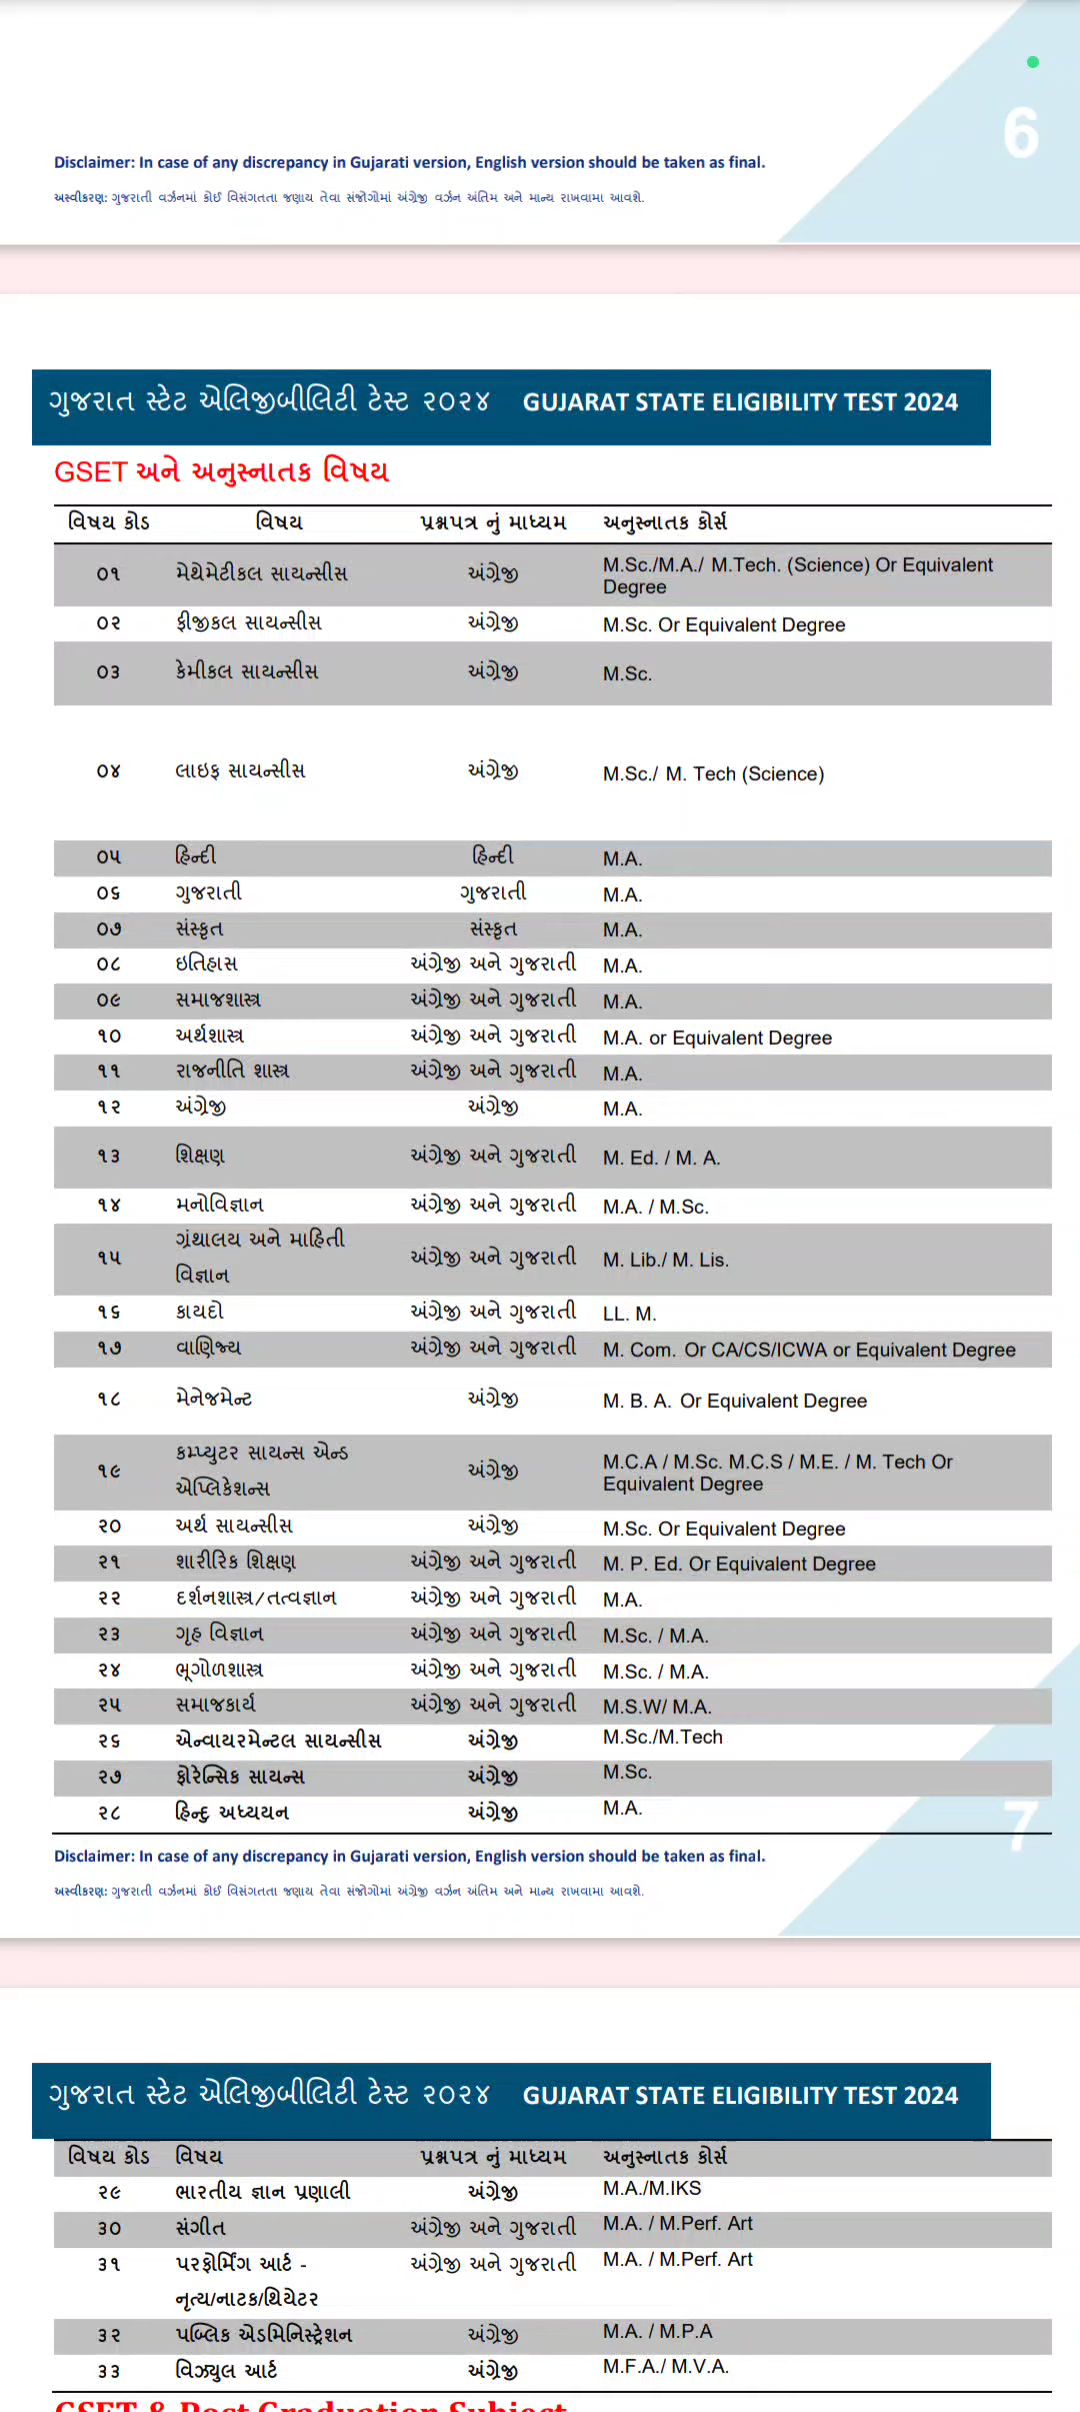 6
Disclaimer: In case of any discrepancy in Gujarati version, English version should be taken as final.
અસ્વીકરણ: ગુજરાતી વર્ઝનમાં કોઈ વિસંગતતા જણાય તેવા સંજોગોમાં અંગ્રેજી વર્ઝન અંતિમ અને માન્ય રાખવામા આવશે.
ગુજરાત સ્ટેટ એલિજીબીલિટી ટેસ્ટ ૨૦૨૪ GUJARAT STATE ELIGIBILITY TEST 2024
GSET અને અનુસ્નાતક વિષય
વિષય કોડ વિષય પ્રશ્નપત્ર નું માધ્યમ અનુસ્નાતક કોર્સ
૦૧ મેથેમેટીકલ સાયન્સીસ અંગ્રેજી M.Sc./M.A./ M.Tech. (Science) Or Equivalent
Degree
૦૨ ફીજીકલ સાયન્સીસ અંગ્રેજી M.Sc. Or Equivalent Degree
૦૩ કેમીકલ સાયન્સીસ અંગ્રેજી M.Sc.
૦૪ લાઇફ સાયન્સીસ અંગ્રેજી M.Sc./ M. Tech (Science)
૦૫ હિન્દી હિન્દી M.A.
૦૬ ગુજરાતી ગુજરાતી M.A.
૦૭ સંસ્કૃત સંસ્કૃત M.A.
૦૮ ઇતિહાસ અંગ્રેજી અને ગુજરાતી M.A.
૦૯ સમાજશાસ્ત્ર અંગ્રેજી અને ગુજરાતી M.A.
૧૦ અર્થશાસ્ત્ર અંગ્રેજી અને ગુજરાતી M.A. or Equivalent Degree
૧૧ રાજનીતિ શાસ્ત્ર અંગ્રેજી અને ગુજરાતી M.A.
૧૨ અંગ્રેજી અંગ્રેજી M.A.
૧૩ શિક્ષણ અંગ્રેજી અને ગુજરાતી M. Ed. / M. A.
૧૪ મનોવિજ્ઞાન અંગ્રેજી અને ગુજરાતી M.A. / M.Sc.
૧૫ ગ્રંથાલય અને માહિતી અંગ્રેજી અને ગુજરાતી M. Lib./ M. Lis.
વિજ્ઞાન
૧૬ કાયદો અંગ્રેજી અને ગુજરાતી LL. M.
૧૭ વાણિજ્ય અંગ્રેજી અને ગુજરાતી M. Com. Or CA/CS/ICWA or Equivalent Degree
૧૮ મેનેજમેન્ટ અંગ્રેજી M. B. A. Or Equivalent Degree
૧૯ કમ્પ્યુટર સાયન્સ એન્ડ અંગ્રેજી M.C.A / M.Sc. M.C.S / M.E. / M. Tech Or
એપ્લિકેશન્સ Equivalent Degree
૨૦ અર્થ સાયન્સીસ અંગ્રેજી M.Sc. Or Equivalent Degree
૨૧ શારીરિક શિક્ષણ અંગ્રેજી અને ગુજરાતી M. P. Ed. Or Equivalent Degree
૨૨ દર્શનશાસ્ત્ર/તત્વજ્ઞાન અંગ્રેજી અને ગુજરાતી M.A.
૨૩ ગૃહ વિજ્ઞાન અંગ્રેજી અને ગુજરાતી M.Sc. / M.A.
૨૪ ભૂગોળશાસ્ત્ર અંગ્રેજી અને ગુજરાતી M.Sc. / M.A.
૨૫ સમાજકાર્ય અંગ્રેજી અને ગુજરાતી M.S.W/ M.A.
૨૬ એન્વાયરમેન્ટલ સાયન્સીસ અંગ્રેજી M.Sc./M.Tech
૨૭ ફોરેન્સિક સાયન્સ અંગ્રેજી M.Sc.
૨૮ હિન્દુ અધ્યયન અંગ્રેજી M.A.
7
Disclaimer: In case of any discrepancy in Gujarati version, English version should be taken as final.
અસ્વીકરણ: ગુજરાતી વર્ઝનમાં કોઈ વિસંગતતા જણાય તેવા સંજોગોમાં અંગ્રેજી વર્ઝન અંતિમ અને માન્ય રાખવામા આવશે.
ગુજરાત સ્ટેટ એલિજીબીલિટી ટેસ્ટ ૨૦૨૪ GUJARAT STATE ELIGIBILITY TEST 2024
વિષય કોડ વિષય પ્રશ્નપત્ર નું માધ્યમ અનુસ્નાતક કોર્સ
૨૯ ભારતીય જ્ઞાન પ્રણાલી અંગ્રેજી M.A./M.IKS
૩૦ સંગીત અંગ્રેજી અને ગુજરાતી M.A. / M.Perf. Art
૩૧ પરફોર્મિંગ આર્ટ - અંગ્રેજી અને ગુજરાતી M.A. / M.Perf. Art
નૃત્ય/નાટક/થિયેટર
૩૨ પબ્લિક એડમિનિસ્ટ્રેશન અંગ્રેજી M.A. / M.P.A
૩૩ વિઝ્યુલ આર્ટ અંગ્રેજી M.F.A./ M.V.A.
GSET & Post Graduation Subject